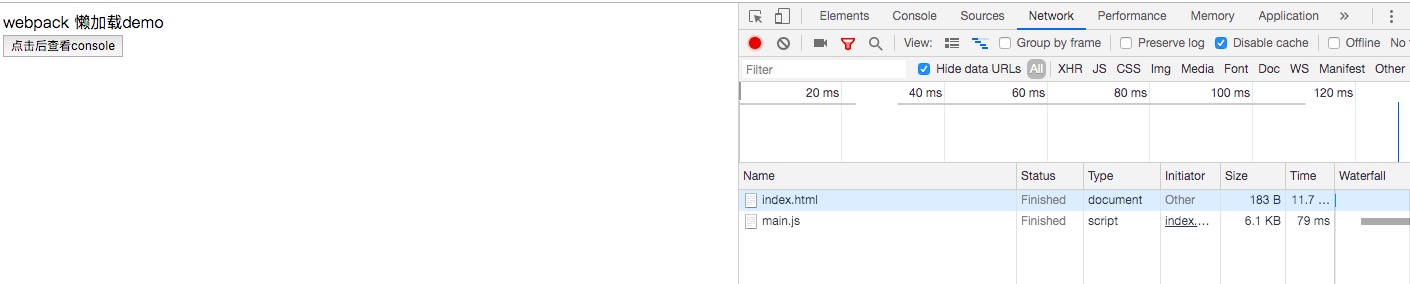 webpack 懒加载demo
点击后查看console
Elements Console Sources Network Performance Memory Application »
View: Group by frame Preserve log Disable cache Offline No
Filter Hide data URLs All XHR JS CSS Img Media Font Doc WS Manifest Other
20 ms 40 ms 60 ms 80 ms 100 ms 120 ms
Name Status Type Initiator Size Time Waterfall
index.html Finished document Other 183 B 11.7 ...
main.js Finished script index.... 6.1 KB 79 ms